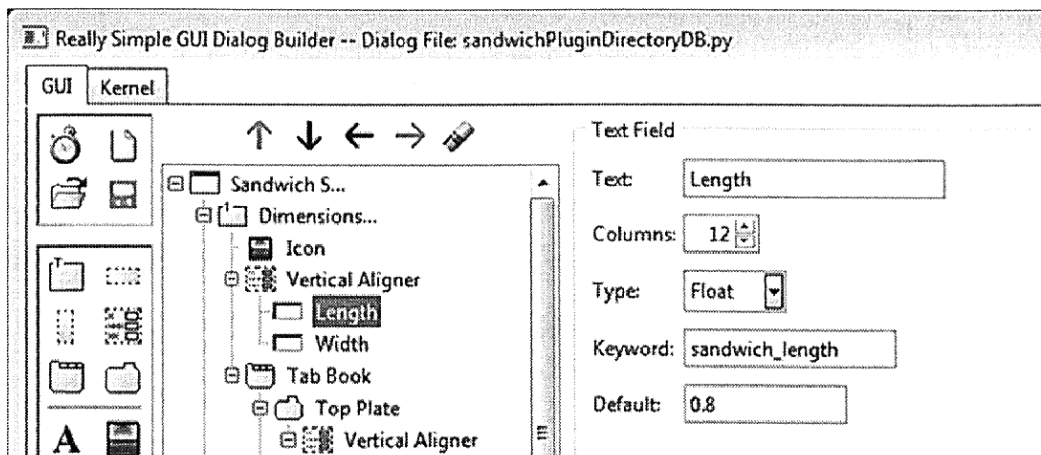 Really Simple GUI Dialog Builder -- Dialog File: sandwichPluginDirectoryDB.py
GUI Kernel
Sandwich S...
Dimensions...
Icon
Vertical Aligner
Length
Width
Tab Book
Top Plate
Vertical Aligner
T
A
Text Field
Text: Length
Columns: 12
Type: Float
Keyword: sandwich_length
Default: 0.8